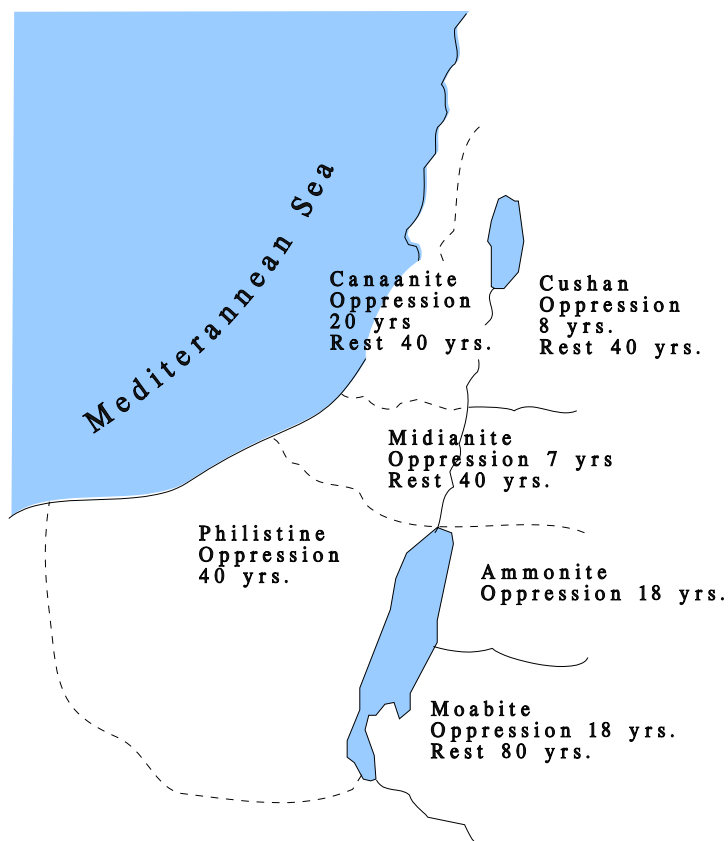 Mediterannean Sea
Canaanite
Oppression
20 yrs
Rest 40 yrs.
Cushan
Oppression
8 yrs.
Rest 40 yrs.
Midianite
Oppression 7 yrs
Rest 40 yrs.
Philistine
Oppression
40 yrs.
Ammonite
Oppression 18 yrs.
Moabite
Oppression 18 yrs.
Rest 80 yrs.